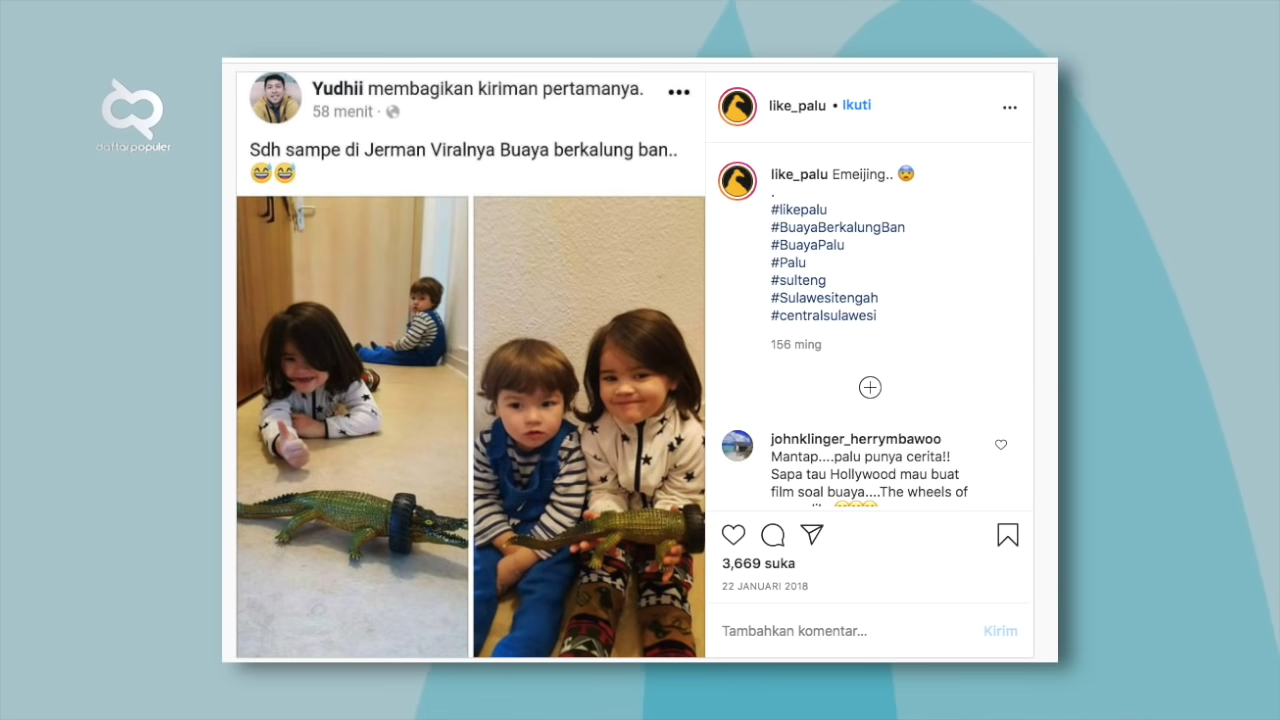 daftarpopuler
Yudhii membagikan kiriman pertamanya.
58 menit ·
Sdh sampe di Jerman Viralnya Buaya berkalung ban..
😅😅
like_palu • Ikuti
like_palu Emeijing.. 😨
.
#likepalu
#BuayaBerkalungBan
#BuayaPalu
#Palu
#sulteng
#Sulawesitengah
#centralsulawesi
156 ming
johnklinger_herrymbawoo
Mantap....palu punya cerita!!
Sapa tau Hollywood mau buat
film soal buaya....The wheels of
3,669 suka
22 JANUARI 2018
Tambahkan komentar...
Kirim